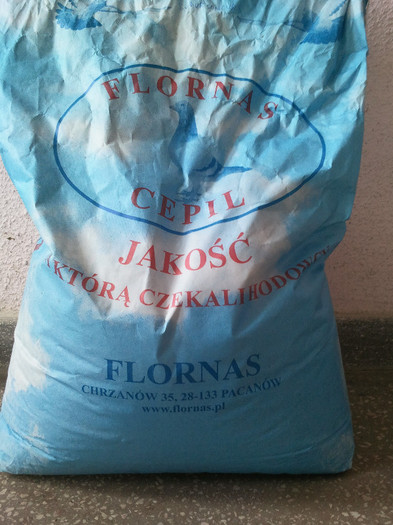 FLORNAS
CEPIL
JAKOŚĆ
KTÓRĄ CZEKALI HODOWCY
FLORNAS
CHRZANÓW 35, 28-133 PACANÓW
www.flornas.pl